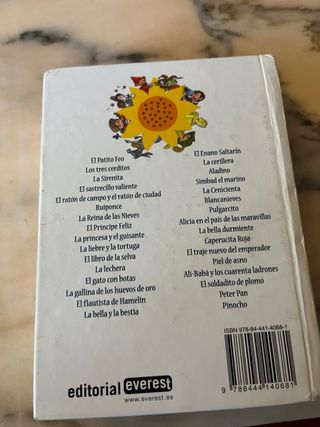 El Patito Feo
Los tres cerditos
La Sirenita
El sastrecillo valiente
El ratón de campo y el ratón de ciudad
Ruiponce
La Reina de las Nieves
El Príncipe Feliz
La princesa y el guisante
La liebre y la tortuga
El libro de la selva
La lechera
El gato con botas
La gallina de los huevos de oro
El flautista de Hamelin
La bella y la bestia
El Enano Saltarín
La cerillera
Aladino
Simbad el marino
La Cenicienta
Blancanieves
Pulgarcito
Alicia en el país de las maravillas
La bella durmiente
Caperucita Roja
El traje nuevo del emperador
Piel de asno
Alí-Babá y los cuarenta ladrones
El soldadito de plomo
Peter Pan
Pinocho
editorial everest
www.everest.es
ISBN 978-84-441-4068-1
9 788444 140681